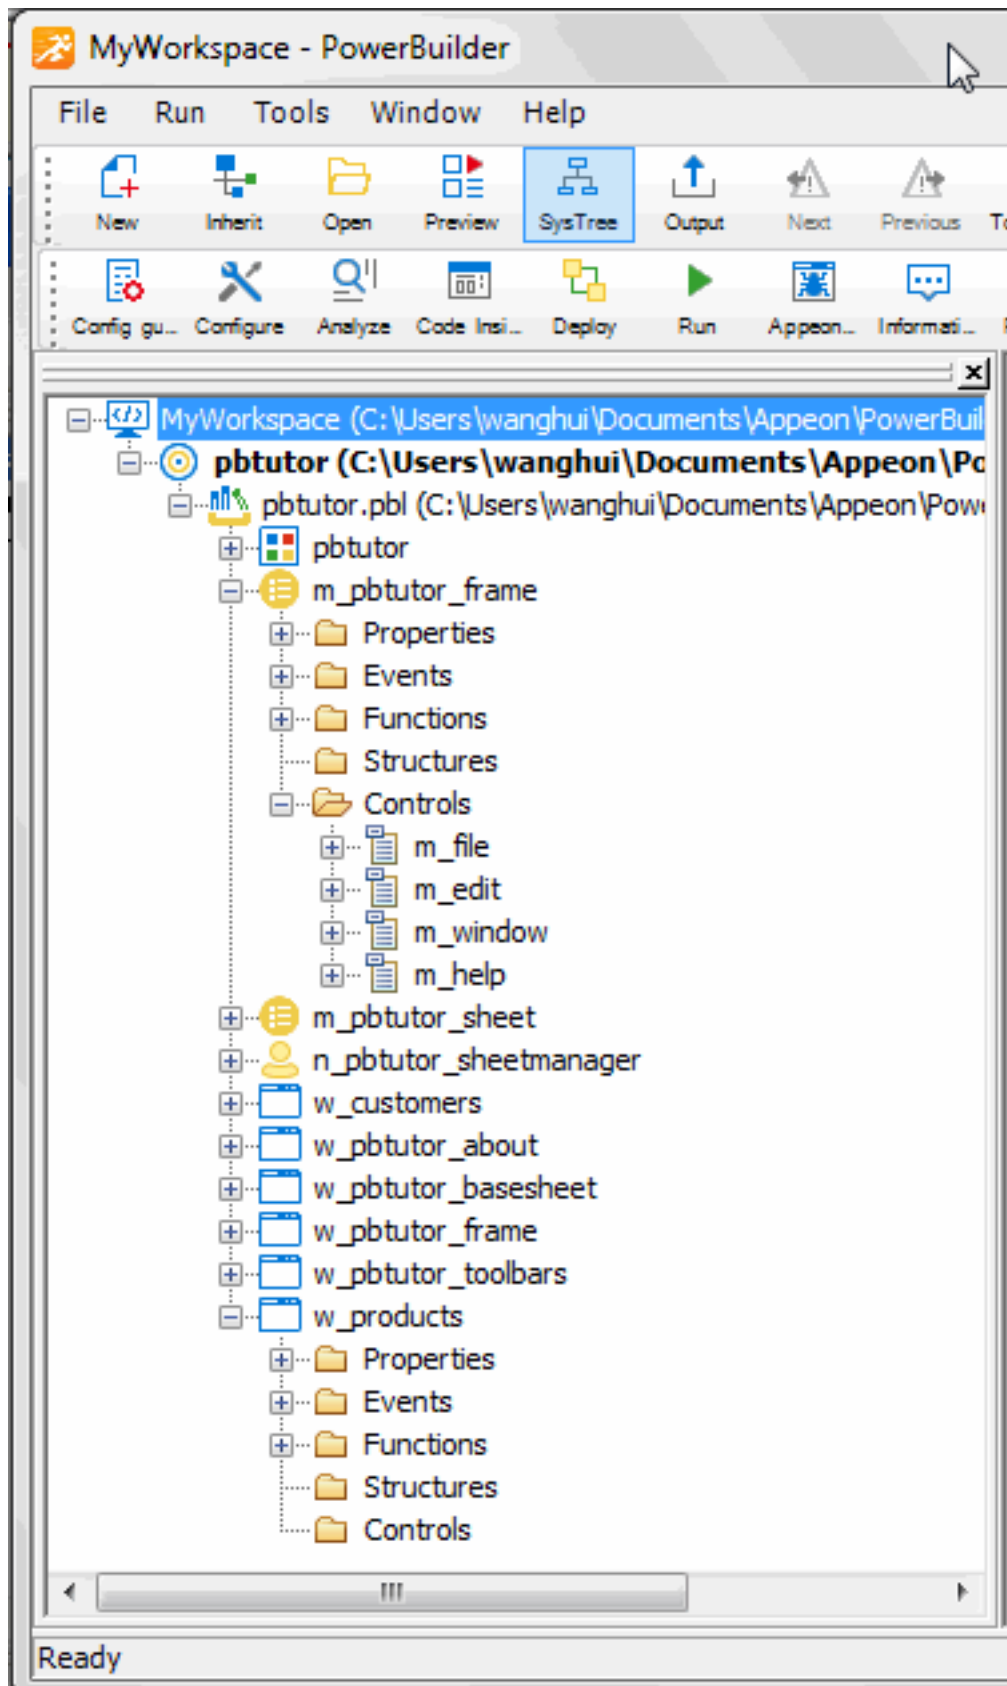 MyWorkspace - PowerBuilder
File Run Tools Window Help
New Inherit Open Preview SysTree Output Next Previous
Config gu... Configure Analyze Code Insi... Deploy Run Appeon... Informati...
MyWorkspace (C:\Users\wanghui\Documents\Appeon\PowerBuil
pbtutor (C:\Users\wanghui\Documents\Appeon\Po
pbtutor.pbl (C:\Users\wanghui\Documents\Appeon\Pow
pbtutor
m_pbtutor_frame
Properties
Events
Functions
Structures
Controls
m_file
m_edit
m_window
m_help
m_pbtutor_sheet
n_pbtutor_sheetmanager
w_customers
w_pbtutor_about
w_pbtutor_basesheet
w_pbtutor_frame
w_pbtutor_toolbars
w_products
Properties
Events
Functions
Structures
Controls
Ready